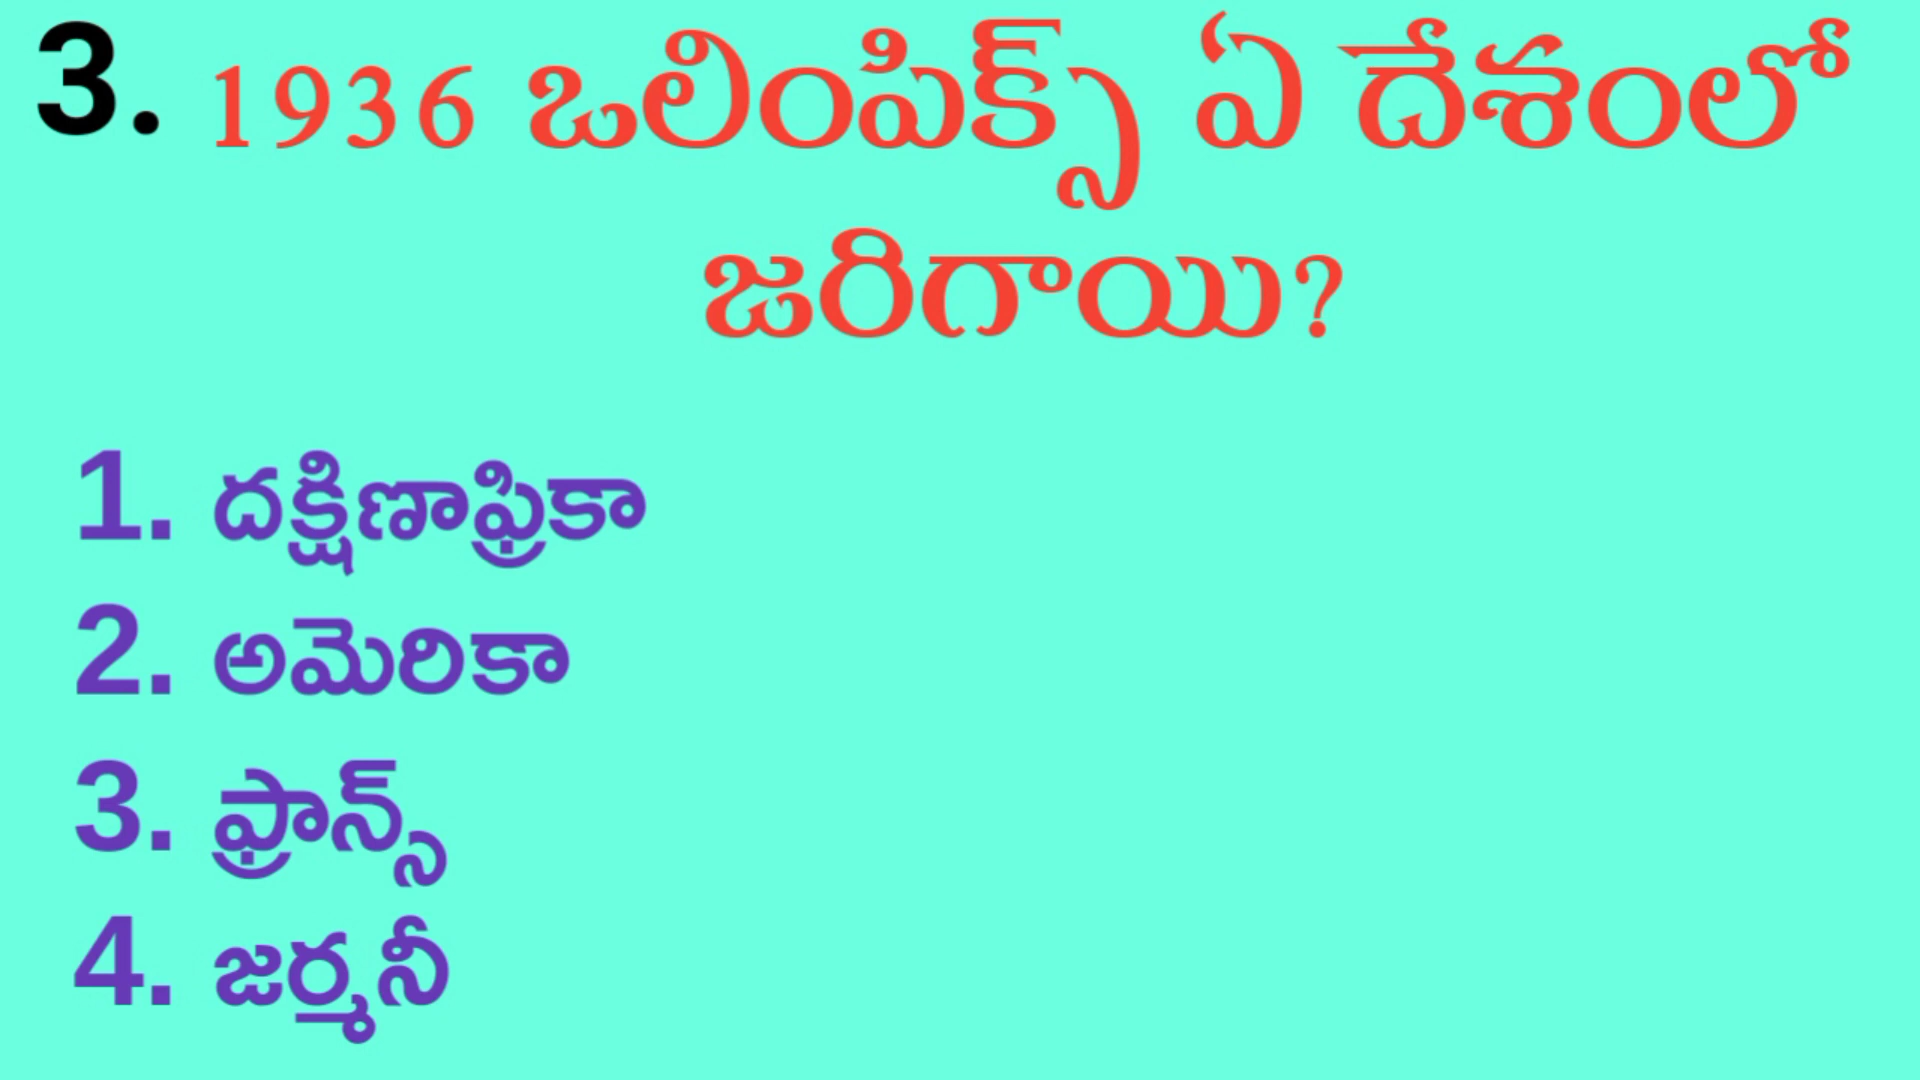 3. 1936 ఒలింపిక్స్ ఏ దేశంలో
జరిగాయి?
1. దక్షిణాఫ్రికా
2. అమెరికా
3. ఫ్రాన్స్
4. జర్మనీ